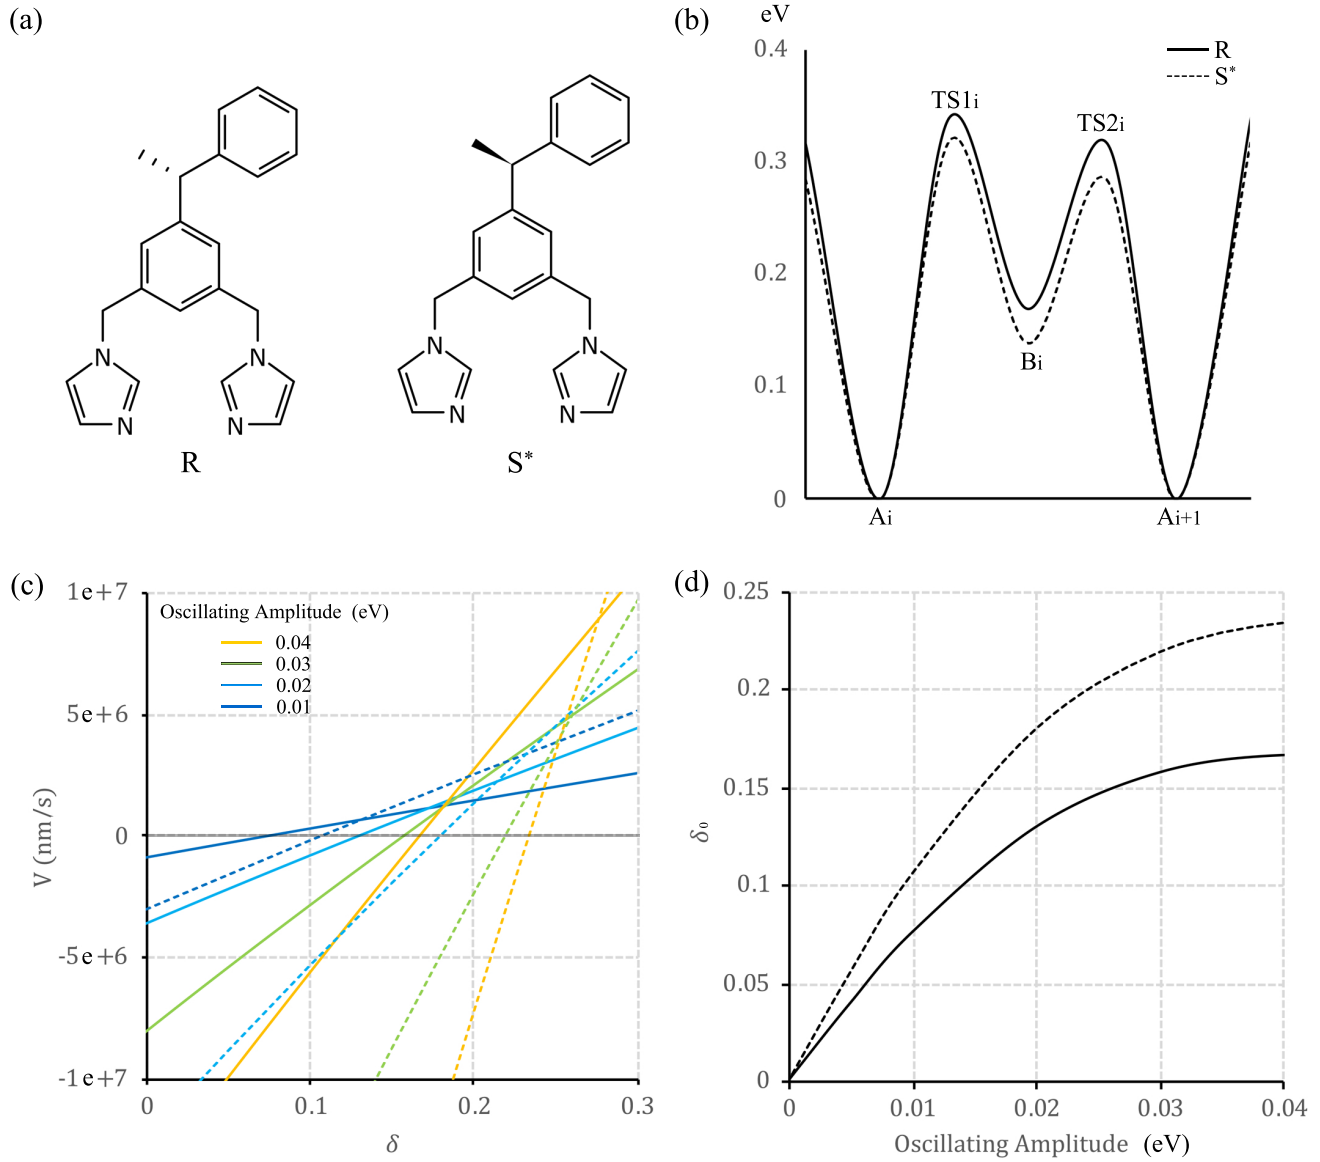 (a)
N
N
N
N
R
N
N
N
N
S*
(b)
eV
0.4
0.3
0.2
0.1
0
R
S*
TS1i
TS2i
Bi
Ai
Ai+1
(c)
V (nm/s)
1e+7
5e+6
0
-5e+6
-1e+7
Oscillating Amplitude (eV)
0.04
0.03
0.02
0.01
0 0.1 0.2 0.3
δ
(d)
δ₀
0.25
0.2
0.15
0.1
0.05
0
0 0.01 0.02 0.03 0.04
Oscillating Amplitude (eV)